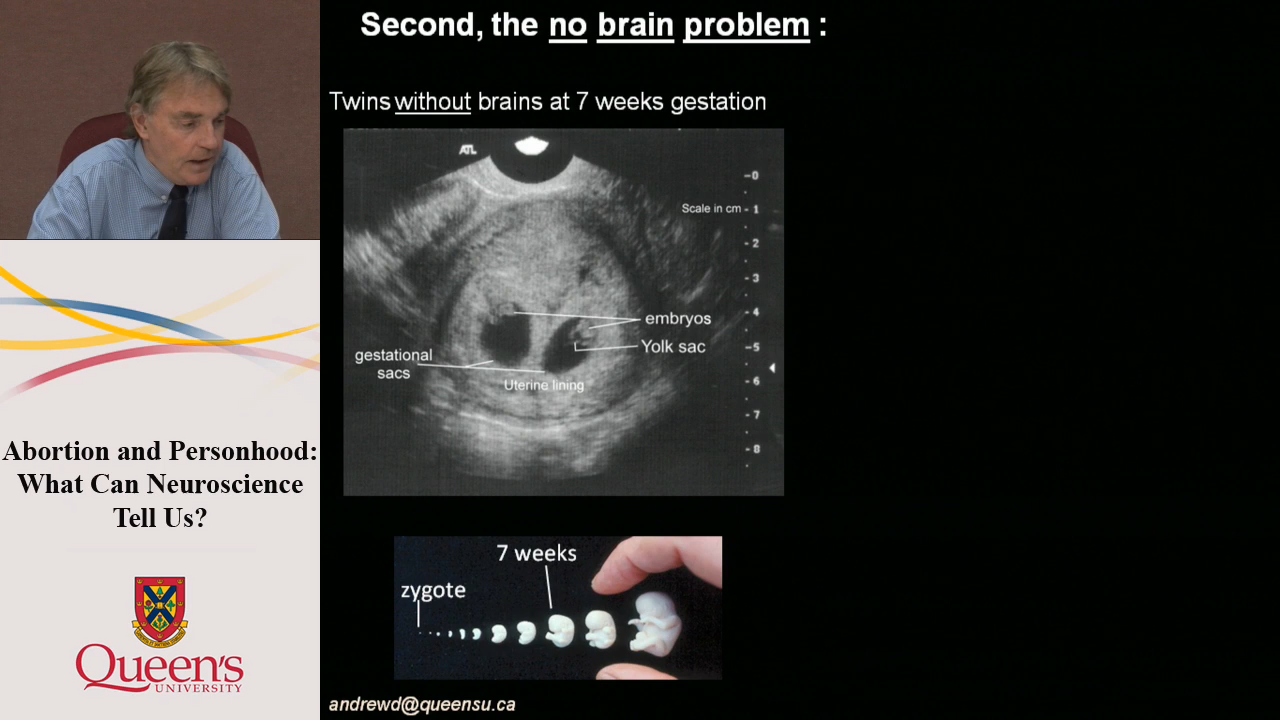 Second, the no brain problem :
Twins without brains at 7 weeks gestation
ATL
0
Scale in cm - 1
2
3
4
5
6
7
8
embryos
Yolk sac
gestational
sacs
Uterine lining
7 weeks
zygote
andrewd@queensu.ca
Abortion and Personhood:
What Can Neuroscience
Tell Us?
Queen's
UNIVERSITY